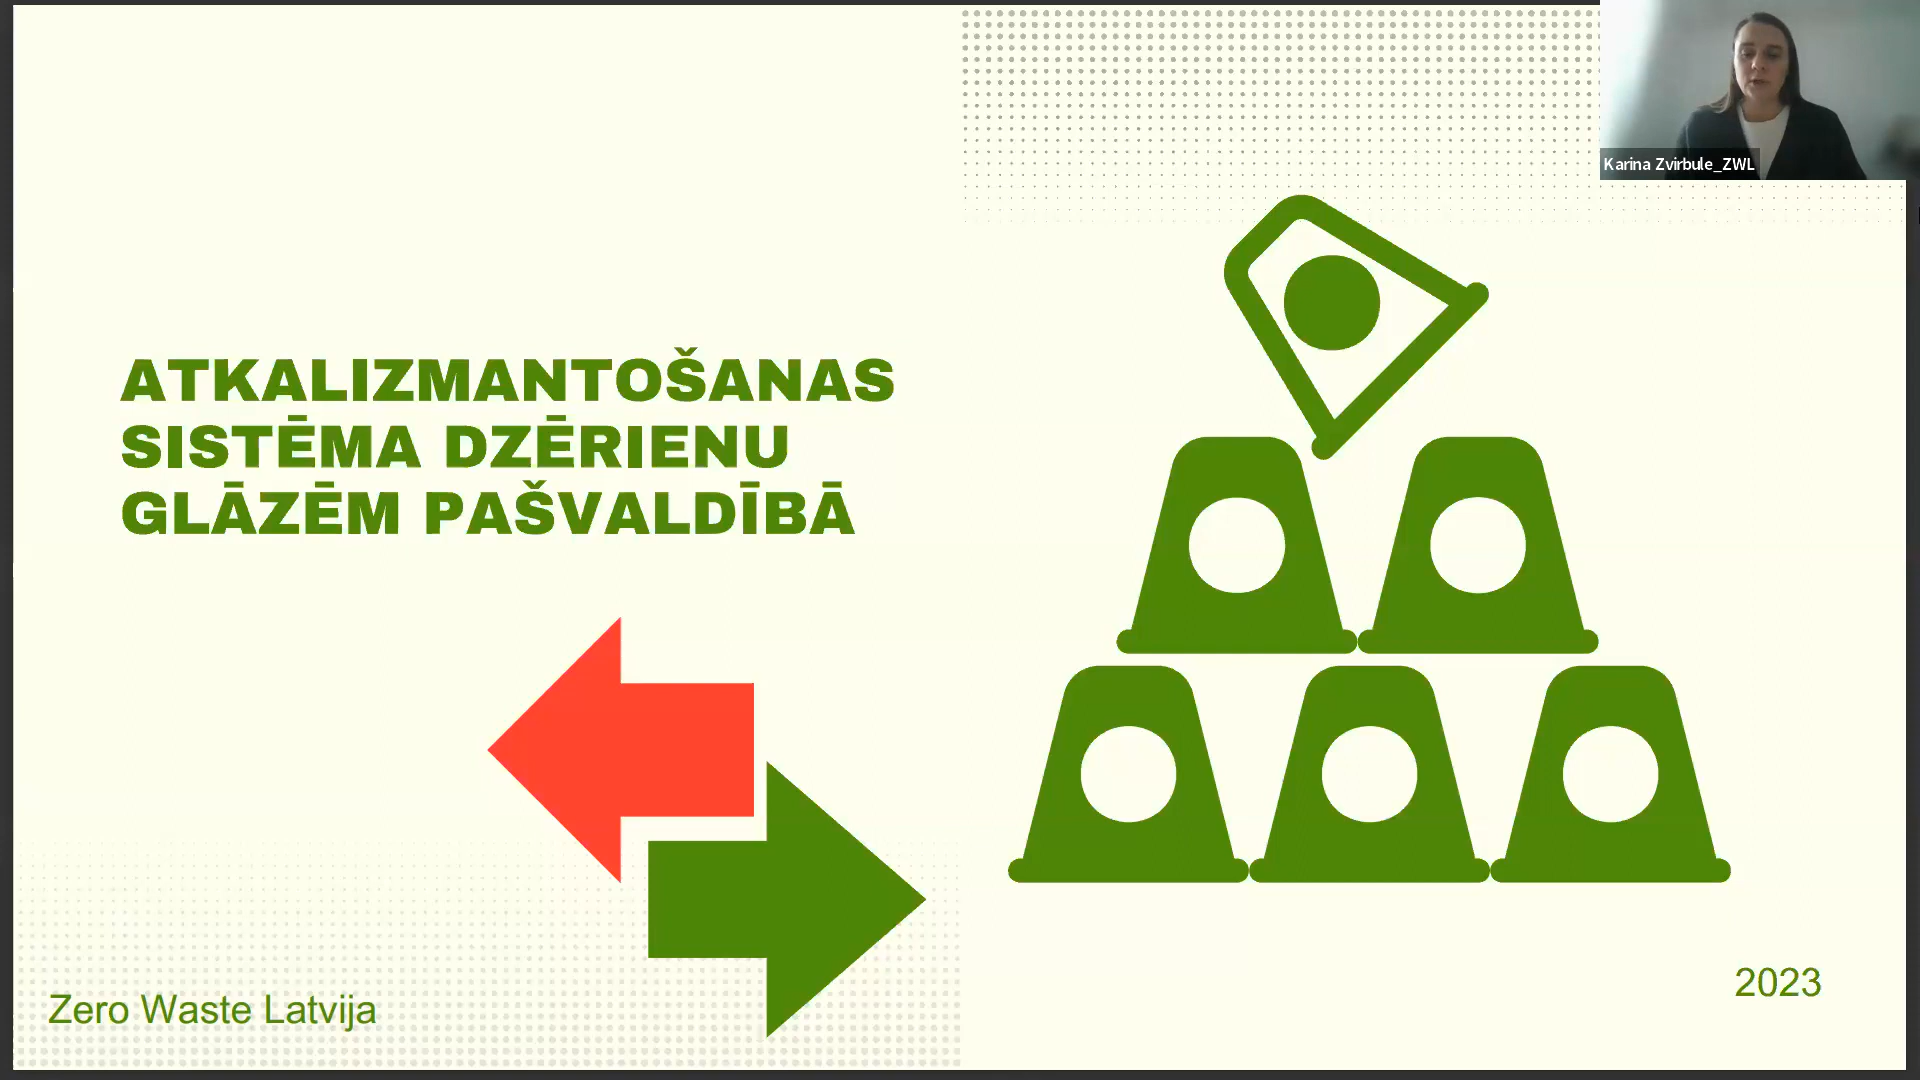 Karina Zvirbule_ZWL
ATKALIZMANTOŠANAS
SISTĒMA DZĒRIENU
GLĀZĒM PAŠVALDĪBĀ
Zero Waste Latvija
2023